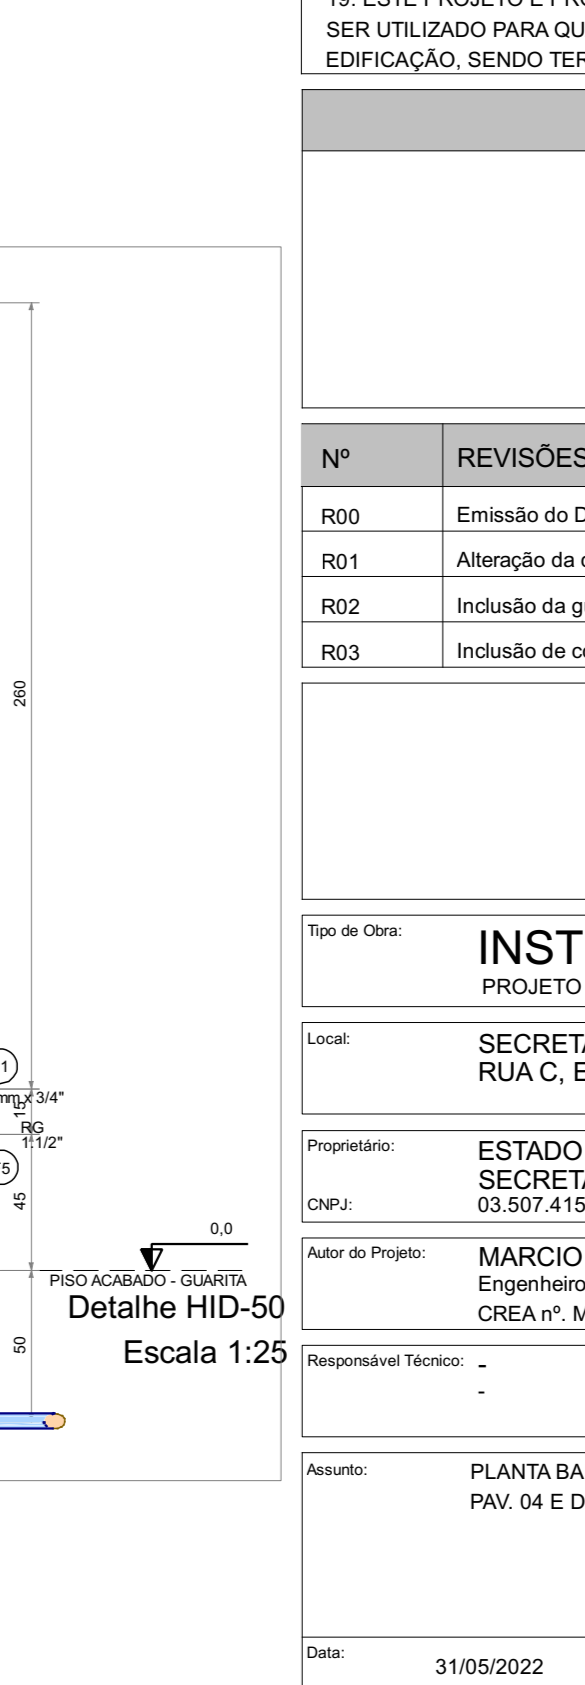 SER UTILIZADO PARA QU
EDIFICAÇÃO, SENDO TER
Nº REVISÕES
R00 Emissão do D
R01 Alteração da
R02 Inclusão da g
R03 Inclusão de c
260
1
mm x 3/4"
15
RG
1.1/2"
5
45
0,0
PISO ACABADO - GUARITA
Detalhe HID-50
Escala 1:25
50
Tipo de Obra: INST
PROJETO
Local: SECRETA
RUA C, E
Proprietário: ESTADO
SECRETA
CNPJ: 03.507.415
Autor do Projeto: MARCIO
Engenheiro
CREA nº. M
Responsável Técnico: -
-
Assunto: PLANTA BA
PAV. 04 E D
Data: 31/05/2022